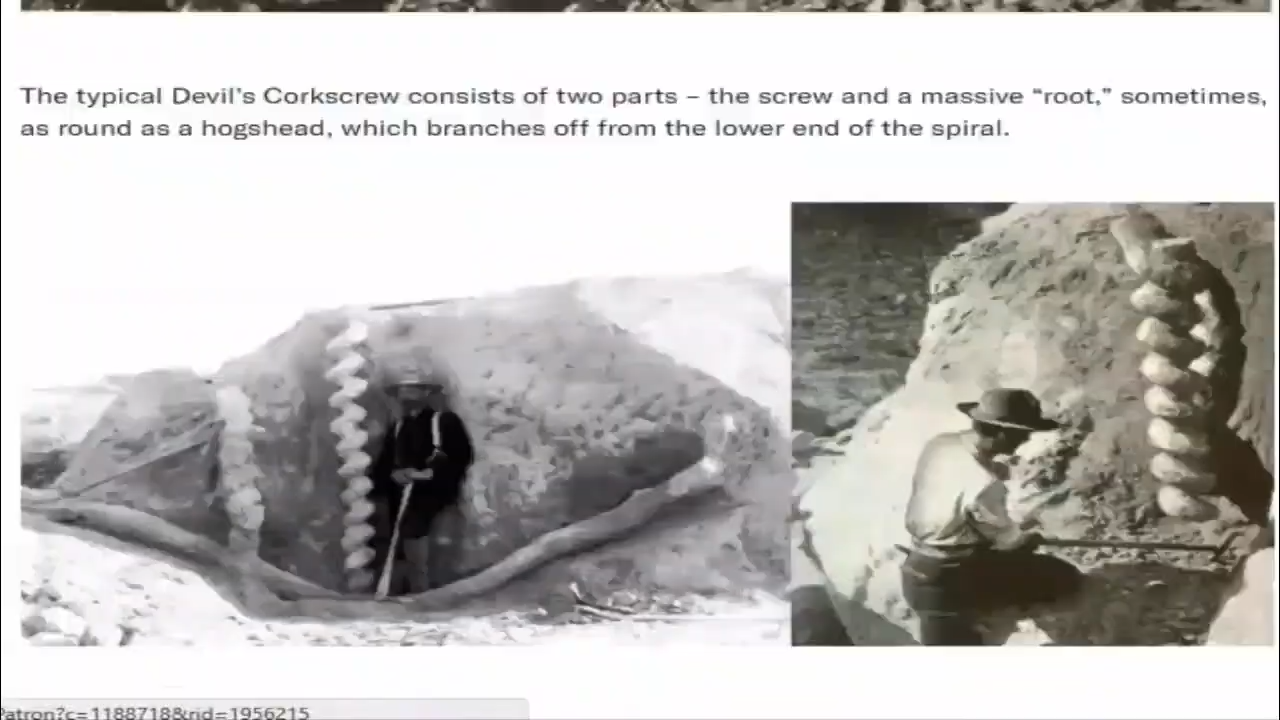 The typical Devil's Corkscrew consists of two parts – the screw and a massive “root,” sometimes,
as round as a hogshead, which branches off from the lower end of the spiral.
Patron?c=1188718&rid=1956215